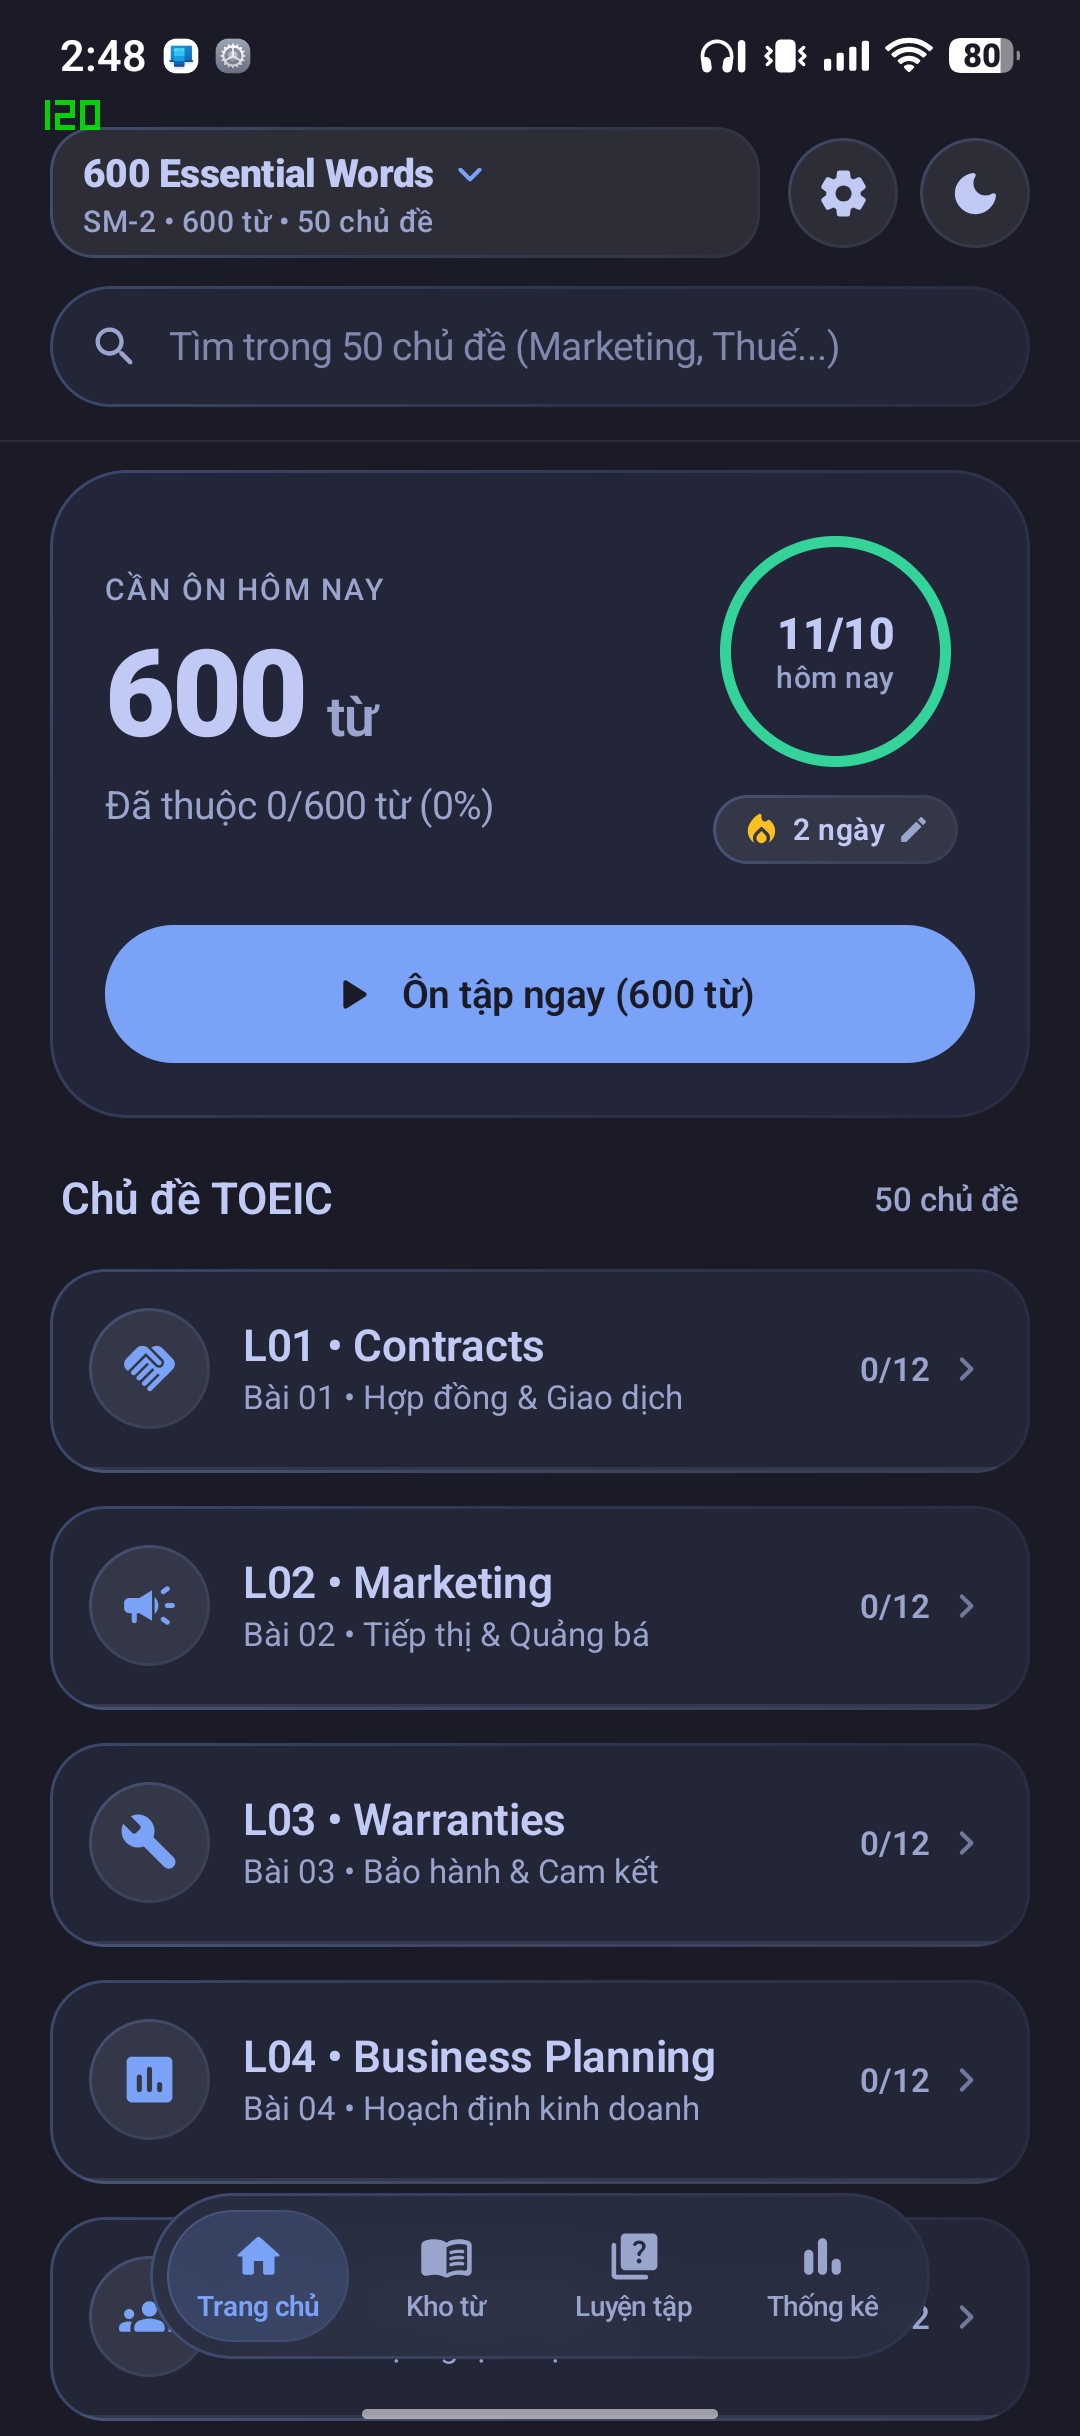 2:48
80
120
600 Essential Words
SM-2 • 600 từ • 50 chủ đề
Tìm trong 50 chủ đề (Marketing, Thuế...)
CẦN ÔN HÔM NAY
600 từ
Đã thuộc 0/600 từ (0%)
11/10
hôm nay
2 ngày
Ôn tập ngay (600 từ)
Chủ đề TOEIC
50 chủ đề
L01 • Contracts
Bài 01 • Hợp đồng & Giao dịch
0/12
L02 • Marketing
Bài 02 • Tiếp thị & Quảng bá
0/12
L03 • Warranties
Bài 03 • Bảo hành & Cam kết
0/12
L04 • Business Planning
Bài 04 • Hoạch định kinh doanh
0/12
Trang chủ
Kho từ
Luyện tập
Thống kê